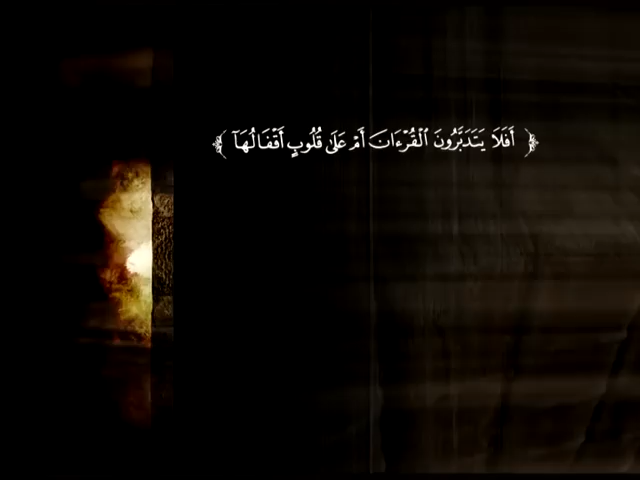 ﴿ أَفَلَا يَتَدَبَّرُونَ ٱلْقُرْءَانَ أَمْ عَلَىٰ قُلُوبٍ أَقْفَالُهَآ ﴾